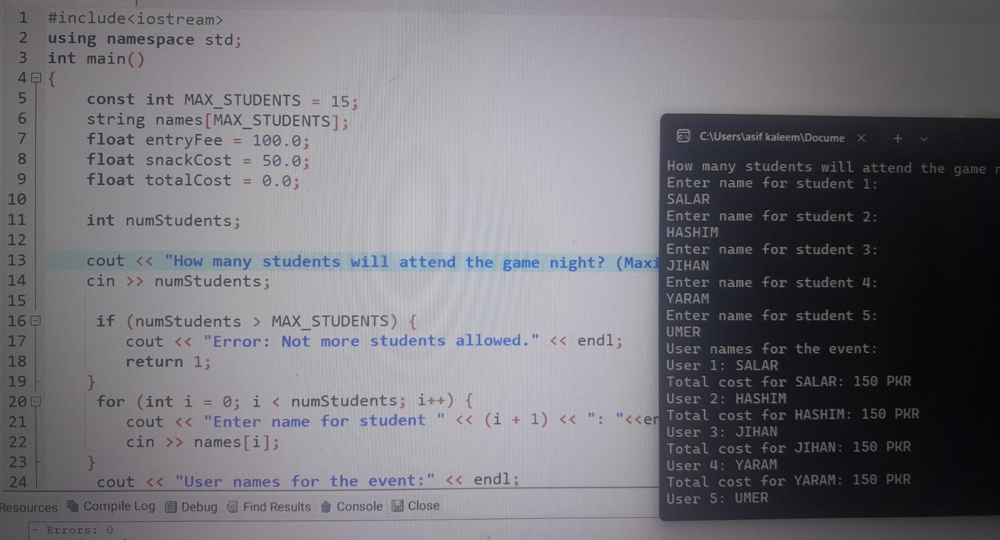 1 #include<iostream>
2 using namespace std;
3 int main()
4 {
5 const int MAX_STUDENTS = 15;
6 string names[MAX_STUDENTS];
7 float entryFee = 100.0;
8 float snackCost = 50.0;
9 float totalCost = 0.0;
10
11 int numStudents;
12
13 cout << "How many students will attend the game night? (Maxi
14 cin >> numStudents;
15
16 if (numStudents > MAX_STUDENTS) {
17 cout << "Error: Not more students allowed." << endl;
18 return 1;
19 }
20 for (int i = 0; i < numStudents; i++) {
21 cout << "Enter name for student " << (i + 1) << ": "<<en
22 cin >> names[i];
23 }
24 cout << "User names for the event:" << endl;
Resources Compile Log Debug Find Results Console Close
- Errors: 0
C:\Users\asif kaleem\Docume
How many students will attend the game
Enter name for student 1:
SALAR
Enter name for student 2:
HASHIM
Enter name for student 3:
JIHAN
Enter name for student 4:
YARAM
Enter name for student 5:
UMER
User names for the event:
User 1: SALAR
Total cost for SALAR: 150 PKR
User 2: HASHIM
Total cost for HASHIM: 150 PKR
User 3: JIHAN
Total cost for JIHAN: 150 PKR
User 4: YARAM
Total cost for YARAM: 150 PKR
User 5: UMER